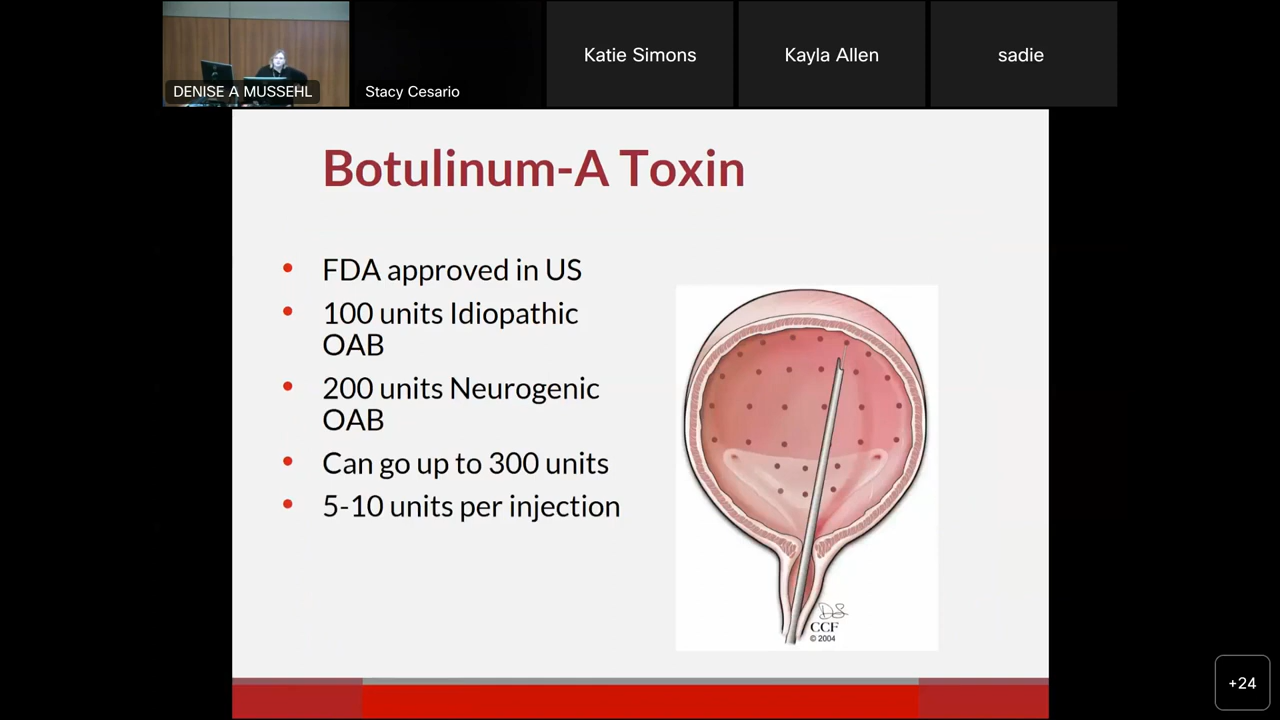 DENISE A MUSSEHL
Stacy Cesario
Katie Simons
Kayla Allen
sadie
Botulinum-A Toxin
• FDA approved in US
• 100 units Idiopathic
OAB
• 200 units Neurogenic
OAB
• Can go up to 300 units
• 5-10 units per injection
CCF
© 2004
+24